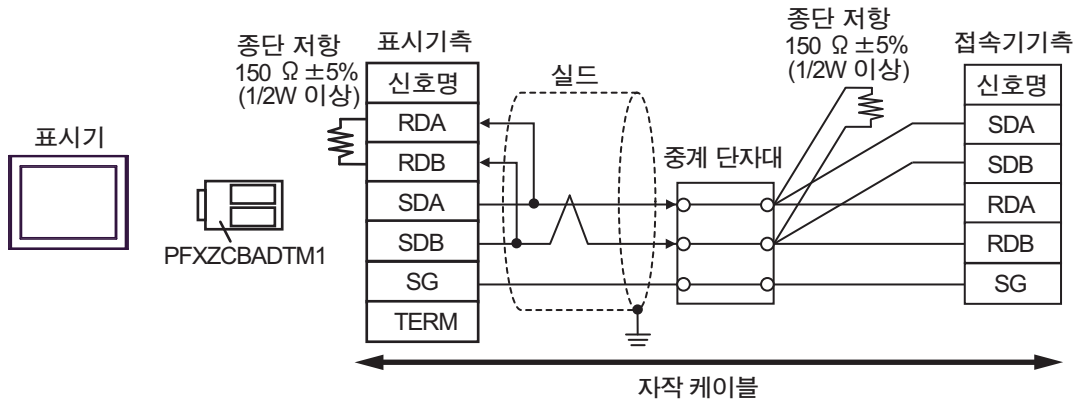 표시기
PFXZCBADTM1
종단 저항
150 Ω ±5%
(1/2W 이상)
표시기측
신호명
RDA
RDB
SDA
SDB
SG
TERM
실드
중계 단자대
종단 저항
150 Ω ±5%
(1/2W 이상)
접속기기측
신호명
SDA
SDB
RDA
RDB
SG
자작 케이블